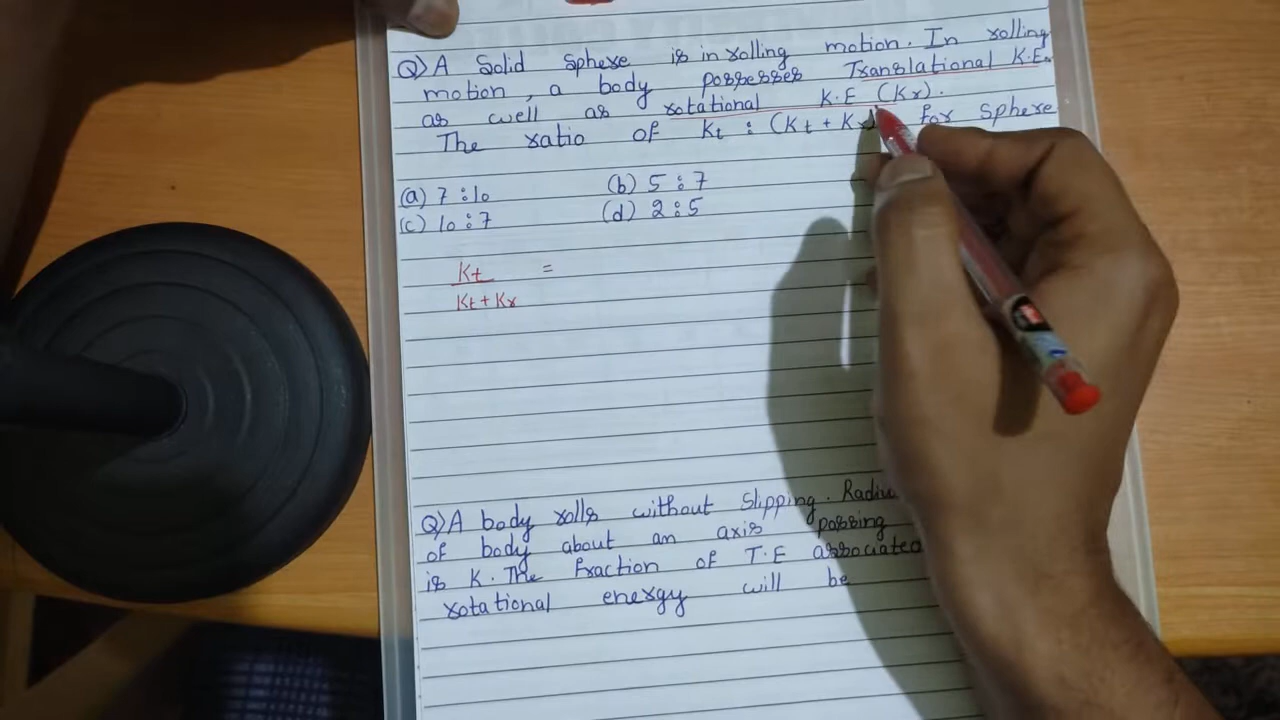 Q) A Solid Sphere is in rolling motion. In rolling
motion, a body possesses Translational K.E.
as well as rotational K.E (Kr).
The ratio of Kt : (Kt + Kr) For Sphere
(a) 7:10 (b) 5:7
(c) 10:7 (d) 2:5
Kt =
Kt + Kr
Q) A body rolls without Slipping. Radius
of body about an axis passing
is K. The fraction of T.E associated
rotational energy will be